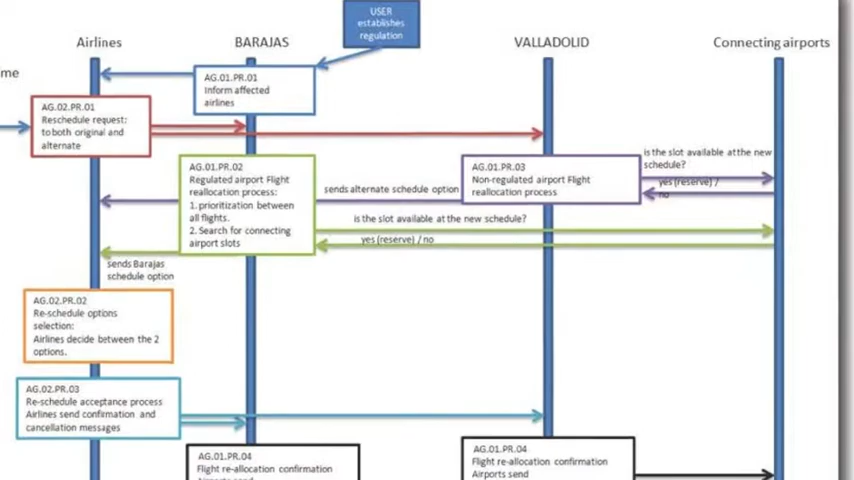 USER
establishes
regulation
Airlines
BARAJAS
VALLADOLID
Connecting airports
me
AG.01.PR.01
Inform affected
airlines
AG.02.PR.01
Reschedule request:
to both original and
alternate
AG.01.PR.02
Regulated airport Flight
reallocation process:
1. prioritization between
all flights.
2. Search for connecting
airport slots
sends alternate schedule option
AG.01.PR.03
Non-regulated airport Flight
reallocation process
is the slot available at the new
schedule?
yes (reserve) /
no
is the slot available at the new schedule?
yes (reserve) / no
sends Barajas
schedule option
AG.02.PR.02
Re-schedule options
selection:
Airlines decide between the 2
options.
AG.02.PR.03
Re-schedule acceptance process
Airlines send confirmation and
cancellation messages
AG.01.PR.04
Flight re-allocation confirmation
Airports send
AG.01.PR.04
Flight re-allocation confirmation
Airports send